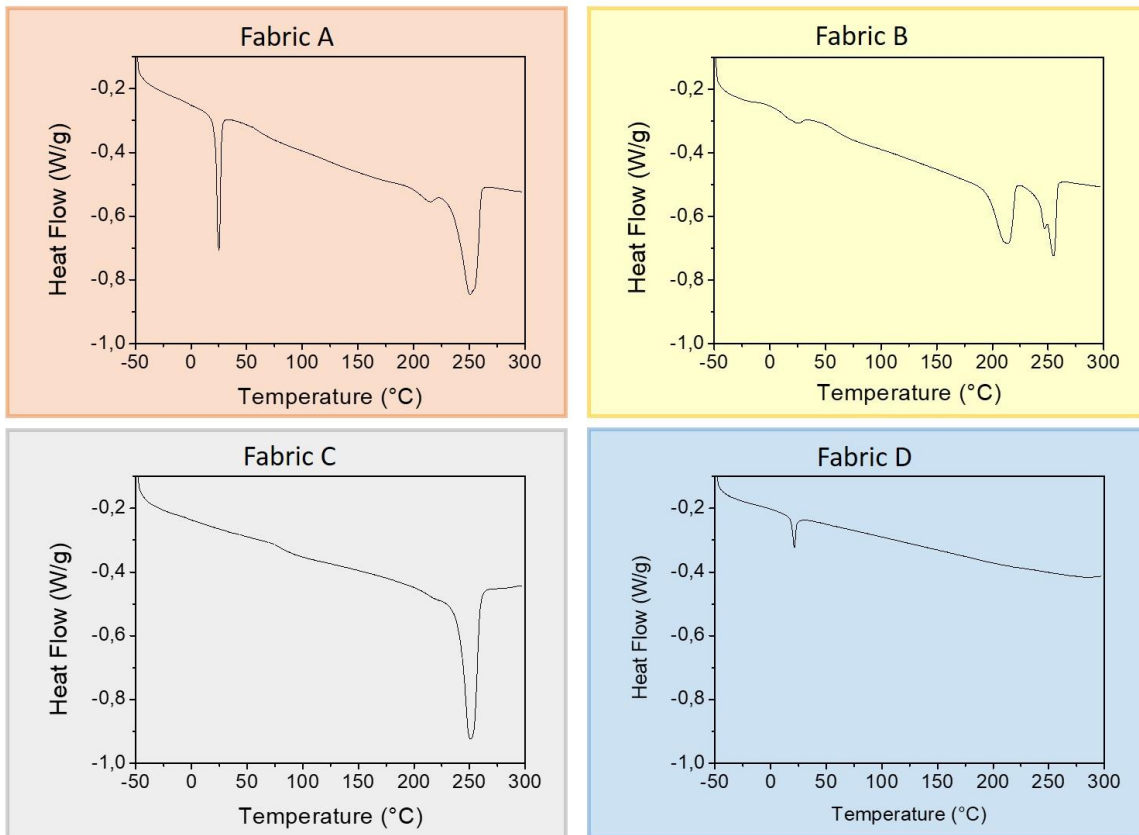 Fabric A
-0,2
-0,4
-0,6
-0,8
-1,0
-50 0 50 100 150 200 250 300
Heat Flow (W/g)
Temperature (°C)
Fabric B
-0,2
-0,4
-0,6
-0,8
-1,0
-50 0 50 100 150 200 250 300
Heat Flow (W/g)
Temperature (°C)
Fabric C
-0,2
-0,4
-0,6
-0,8
-1,0
-50 0 50 100 150 200 250 300
Heat Flow (W/g)
Temperature (°C)
Fabric D
-0,2
-0,4
-0,6
-0,8
-1,0
-50 0 50 100 150 200 250 300
Heat Flow (W/g)
Temperature (°C)